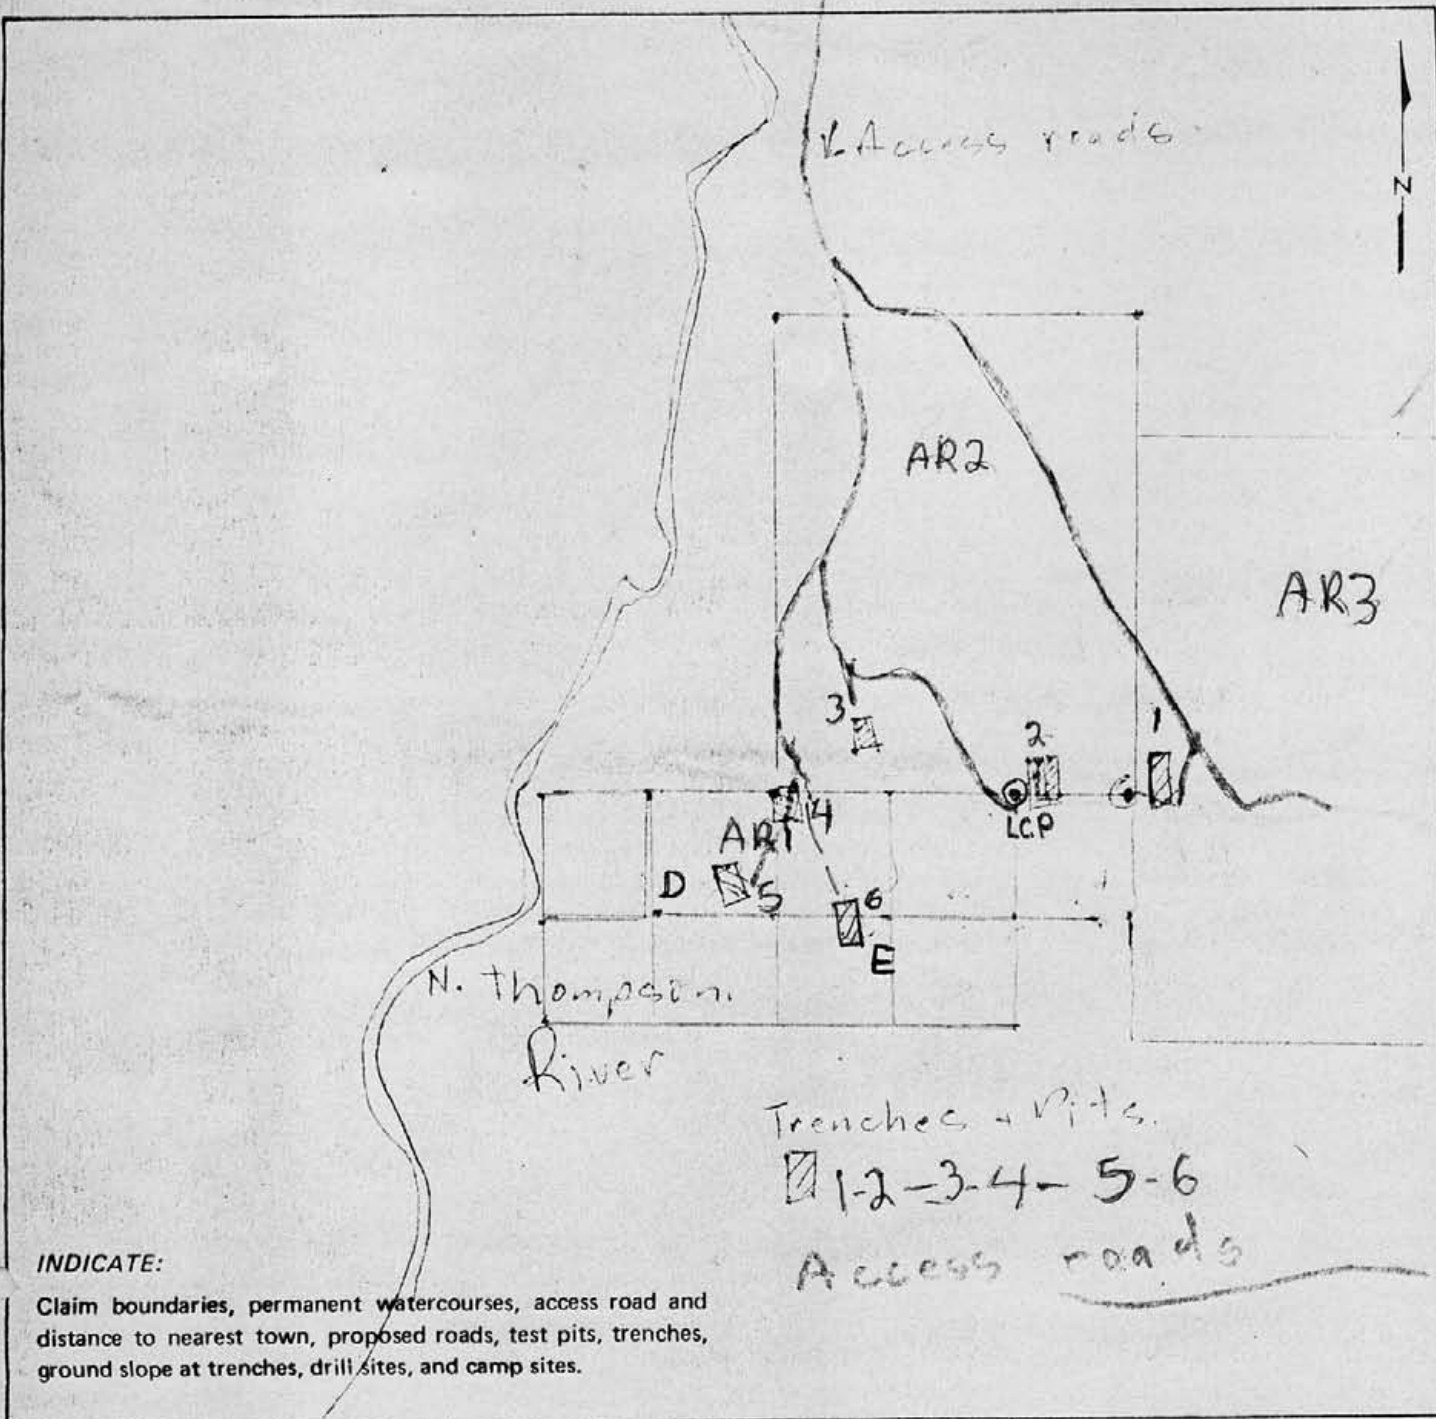 Access roads
N
AR2
AR3
3
2
1
L.C.P
4
AR1
D
5
6
E
N. Thompson.
River
Trenches + Pits.
1-2-3-4- 5-6
Access roads
INDICATE:
Claim boundaries, permanent watercourses, access road and
distance to nearest town, proposed roads, test pits, trenches,
ground slope at trenches, drill sites, and camp sites.